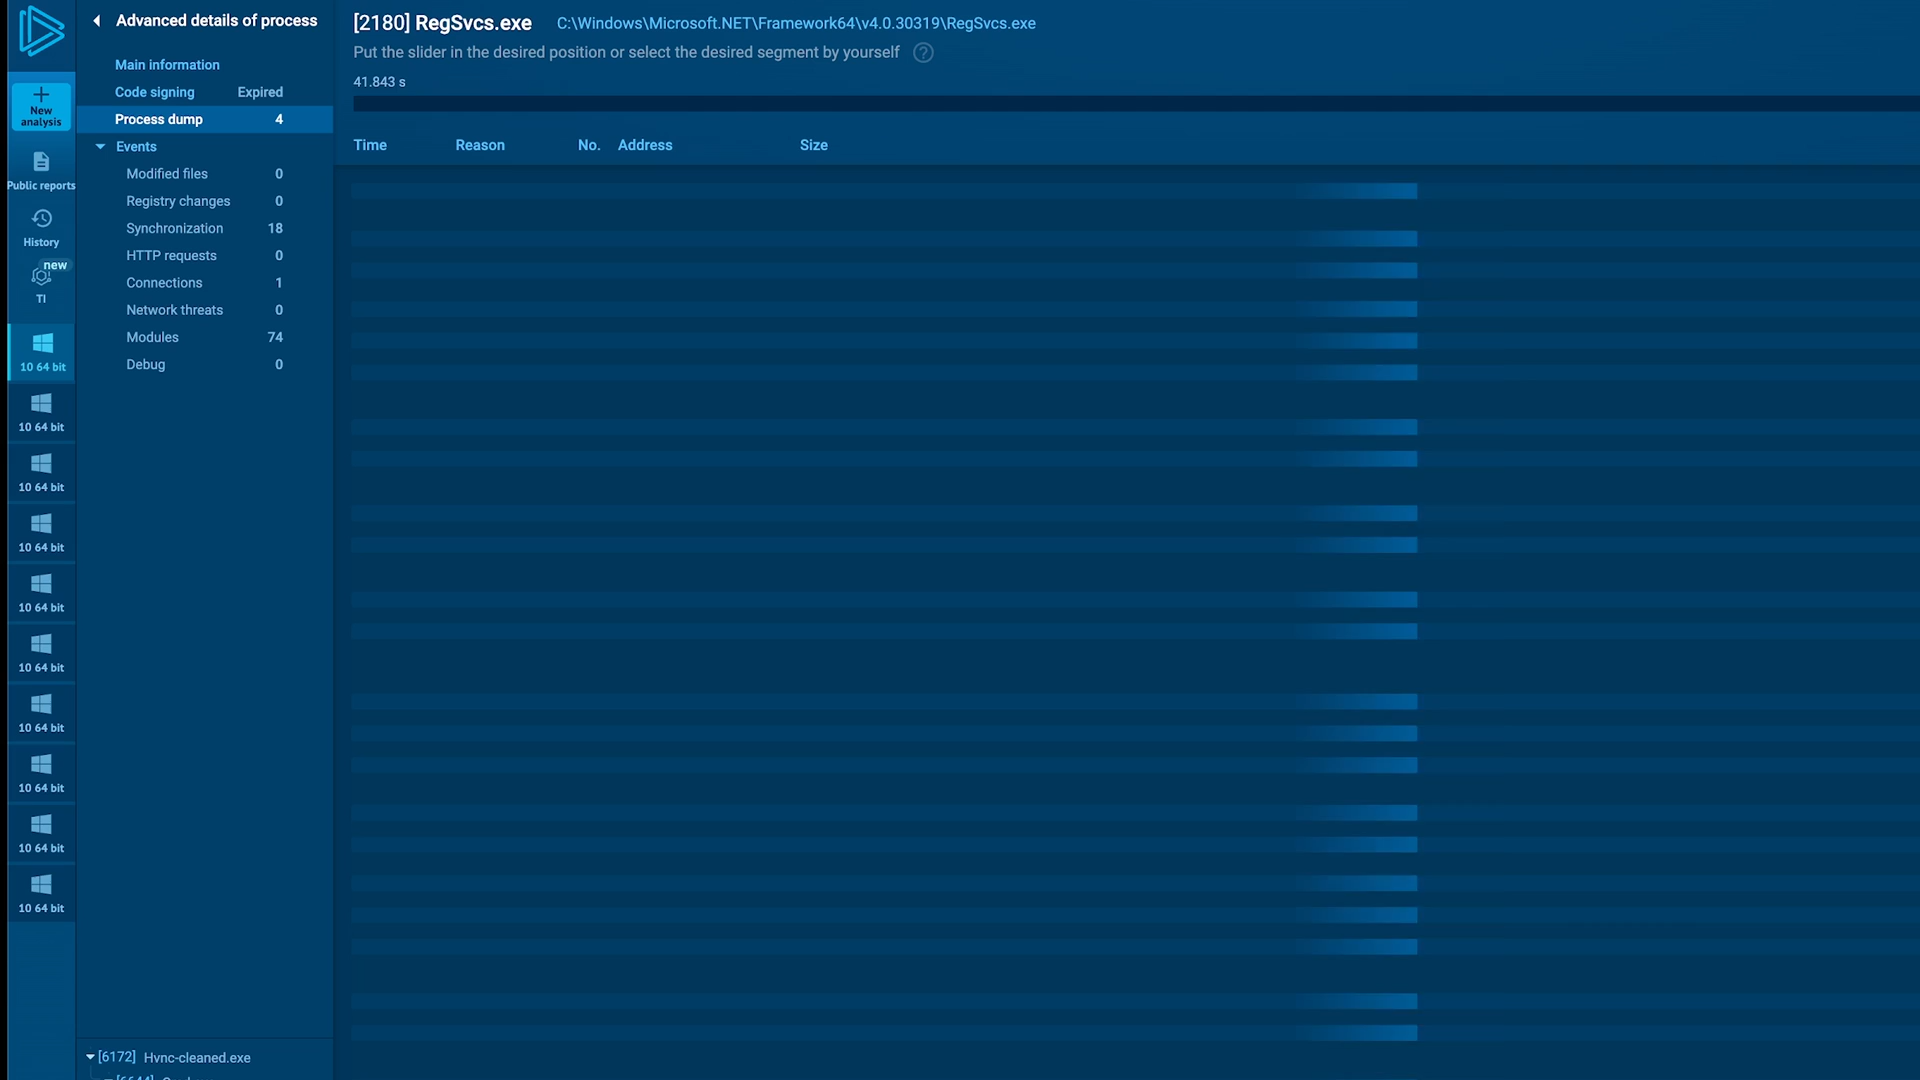 Advanced details of process
[2180] RegSvcs.exe C:\Windows\Microsoft.NET\Framework64\v4.0.30319\RegSvcs.exe
Put the slider in the desired position or select the desired segment by yourself ?
41.843 s
Time Reason No. Address Size
Main information
Code signing Expired
Process dump 4
Events
Modified files 0
Registry changes 0
Synchronization 18
HTTP requests 0
Connections 1
Network threats 0
Modules 74
Debug 0
New
analysis
Public reports
History
new
TI
10 64 bit
10 64 bit
10 64 bit
10 64 bit
10 64 bit
10 64 bit
10 64 bit
10 64 bit
10 64 bit
10 64 bit
[6172] Hvnc-cleaned.exe